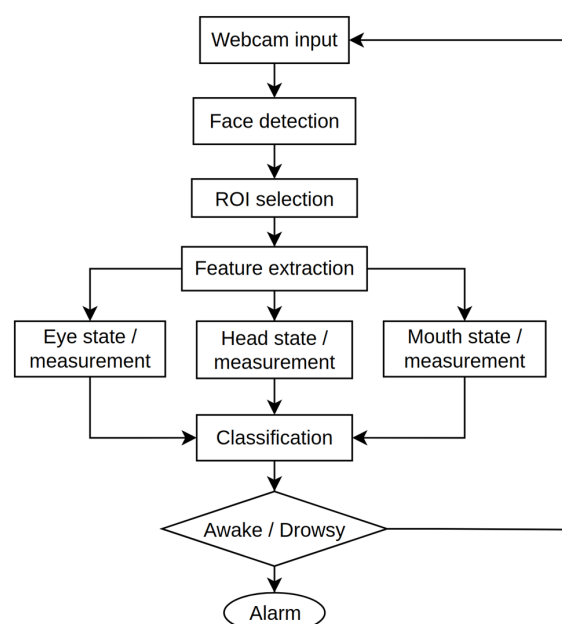 Webcam input
Face detection
ROI selection
Feature extraction
Eye state /
measurement
Head state /
measurement
Mouth state /
measurement
Classification
Awake / Drowsy
Alarm